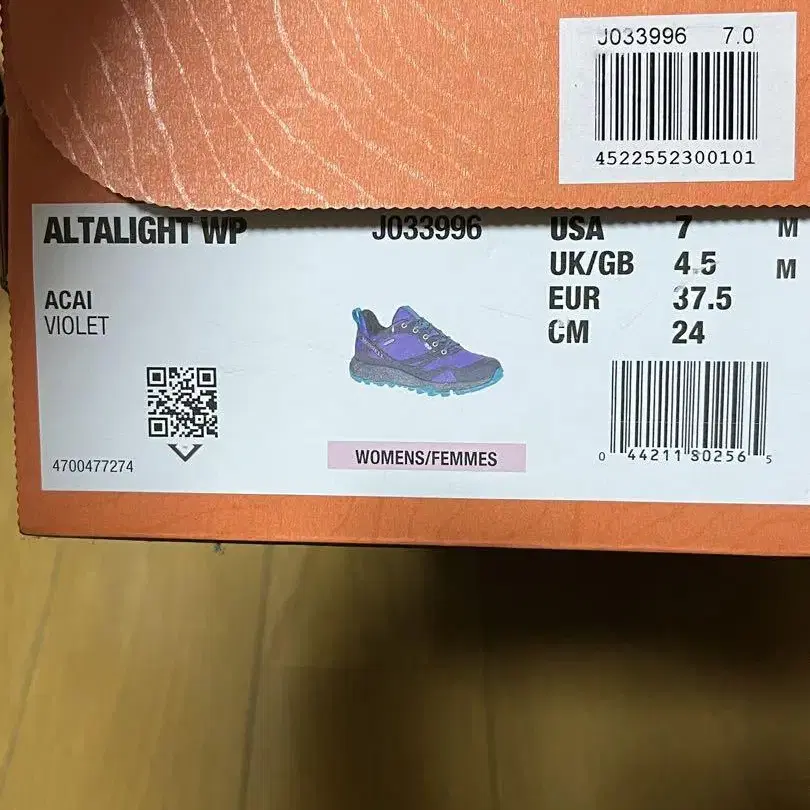 J033996 7.0
4522552300101
ALTALIGHT WP J033996 USA 7 M
UK/GB 4.5 M
EUR 37.5
CM 24
ACAI
VIOLET
4700477274
WOMENS/FEMMES
0 44211 80256 5